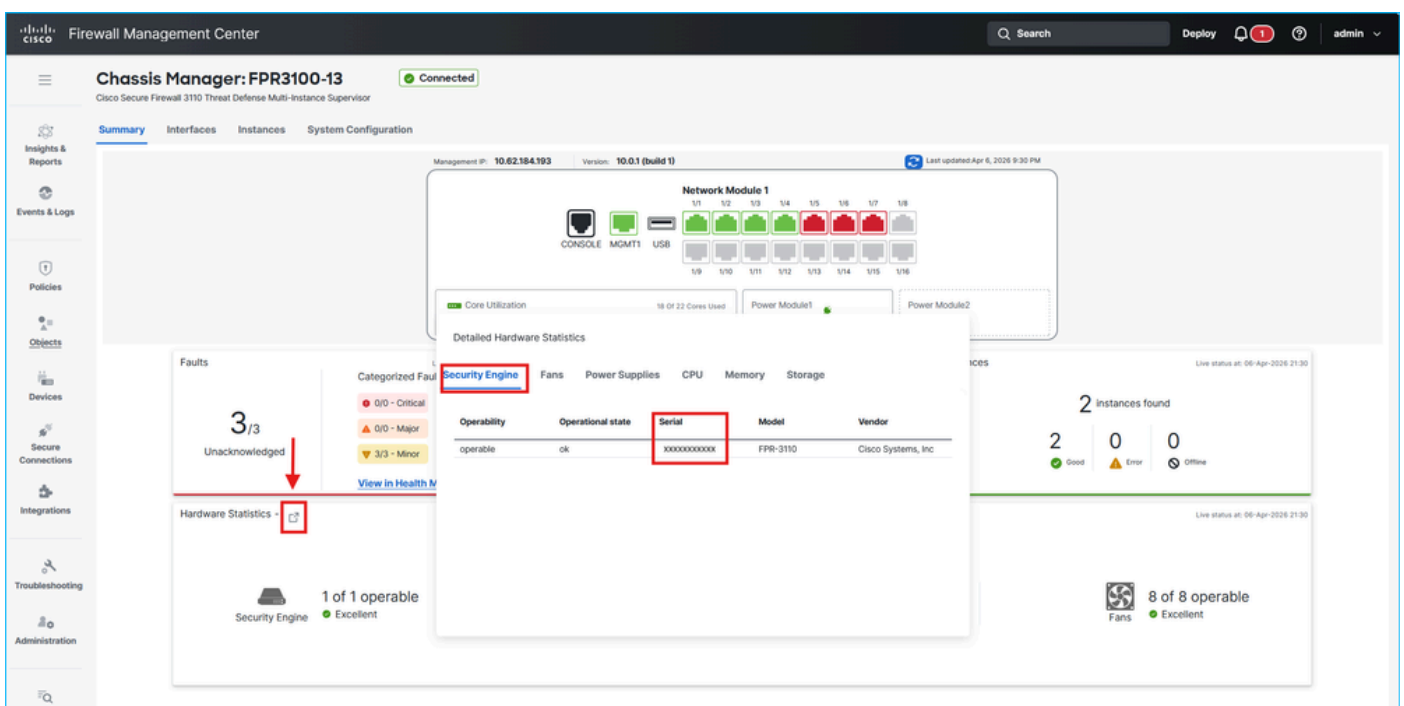 cisco Firewall Management Center
Search
Deploy
1
admin
Chassis Manager: FPR3100-13
Connected
Cisco Secure Firewall 3110 Threat Defense Multi-Instance Supervisor
Summary Interfaces Instances System Configuration
Insights & Reports
Events & Logs
Policies
Objects
Devices
Secure Connections
Integrations
Troubleshooting
Administration
Management IP: 10.62.184.193 Version: 10.0.1 (build 1)
Last updated:Apr 6, 2026 9:30 PM
Network Module 1
1/1 1/2 1/3 1/4 1/5 1/6 1/7 1/8
CONSOLE MGMT1 USB
1/9 1/10 1/11 1/12 1/13 1/14 1/15 1/16
Core Utilization 18 Of 22 Cores Used
Power Module1
Power Module2
Faults
Categorized Fau
3/3
Unacknowledged
0/0 - Critical
0/0 - Major
3/3 - Minor
View in Health M
Detailed Hardware Statistics
Security Engine Fans Power Supplies CPU Memory Storage
Operability Operational state Serial Model Vendor
operable ok xxxxxxxxxxx FPR-3110 Cisco Systems, Inc
nces
Live status at: 06-Apr-2026 21:30
2 instances found
2 0 0
Good Error Offline
Hardware Statistics -
Live status at: 06-Apr-2026 21:30
1 of 1 operable
Security Engine Excellent
8 of 8 operable
Fans Excellent